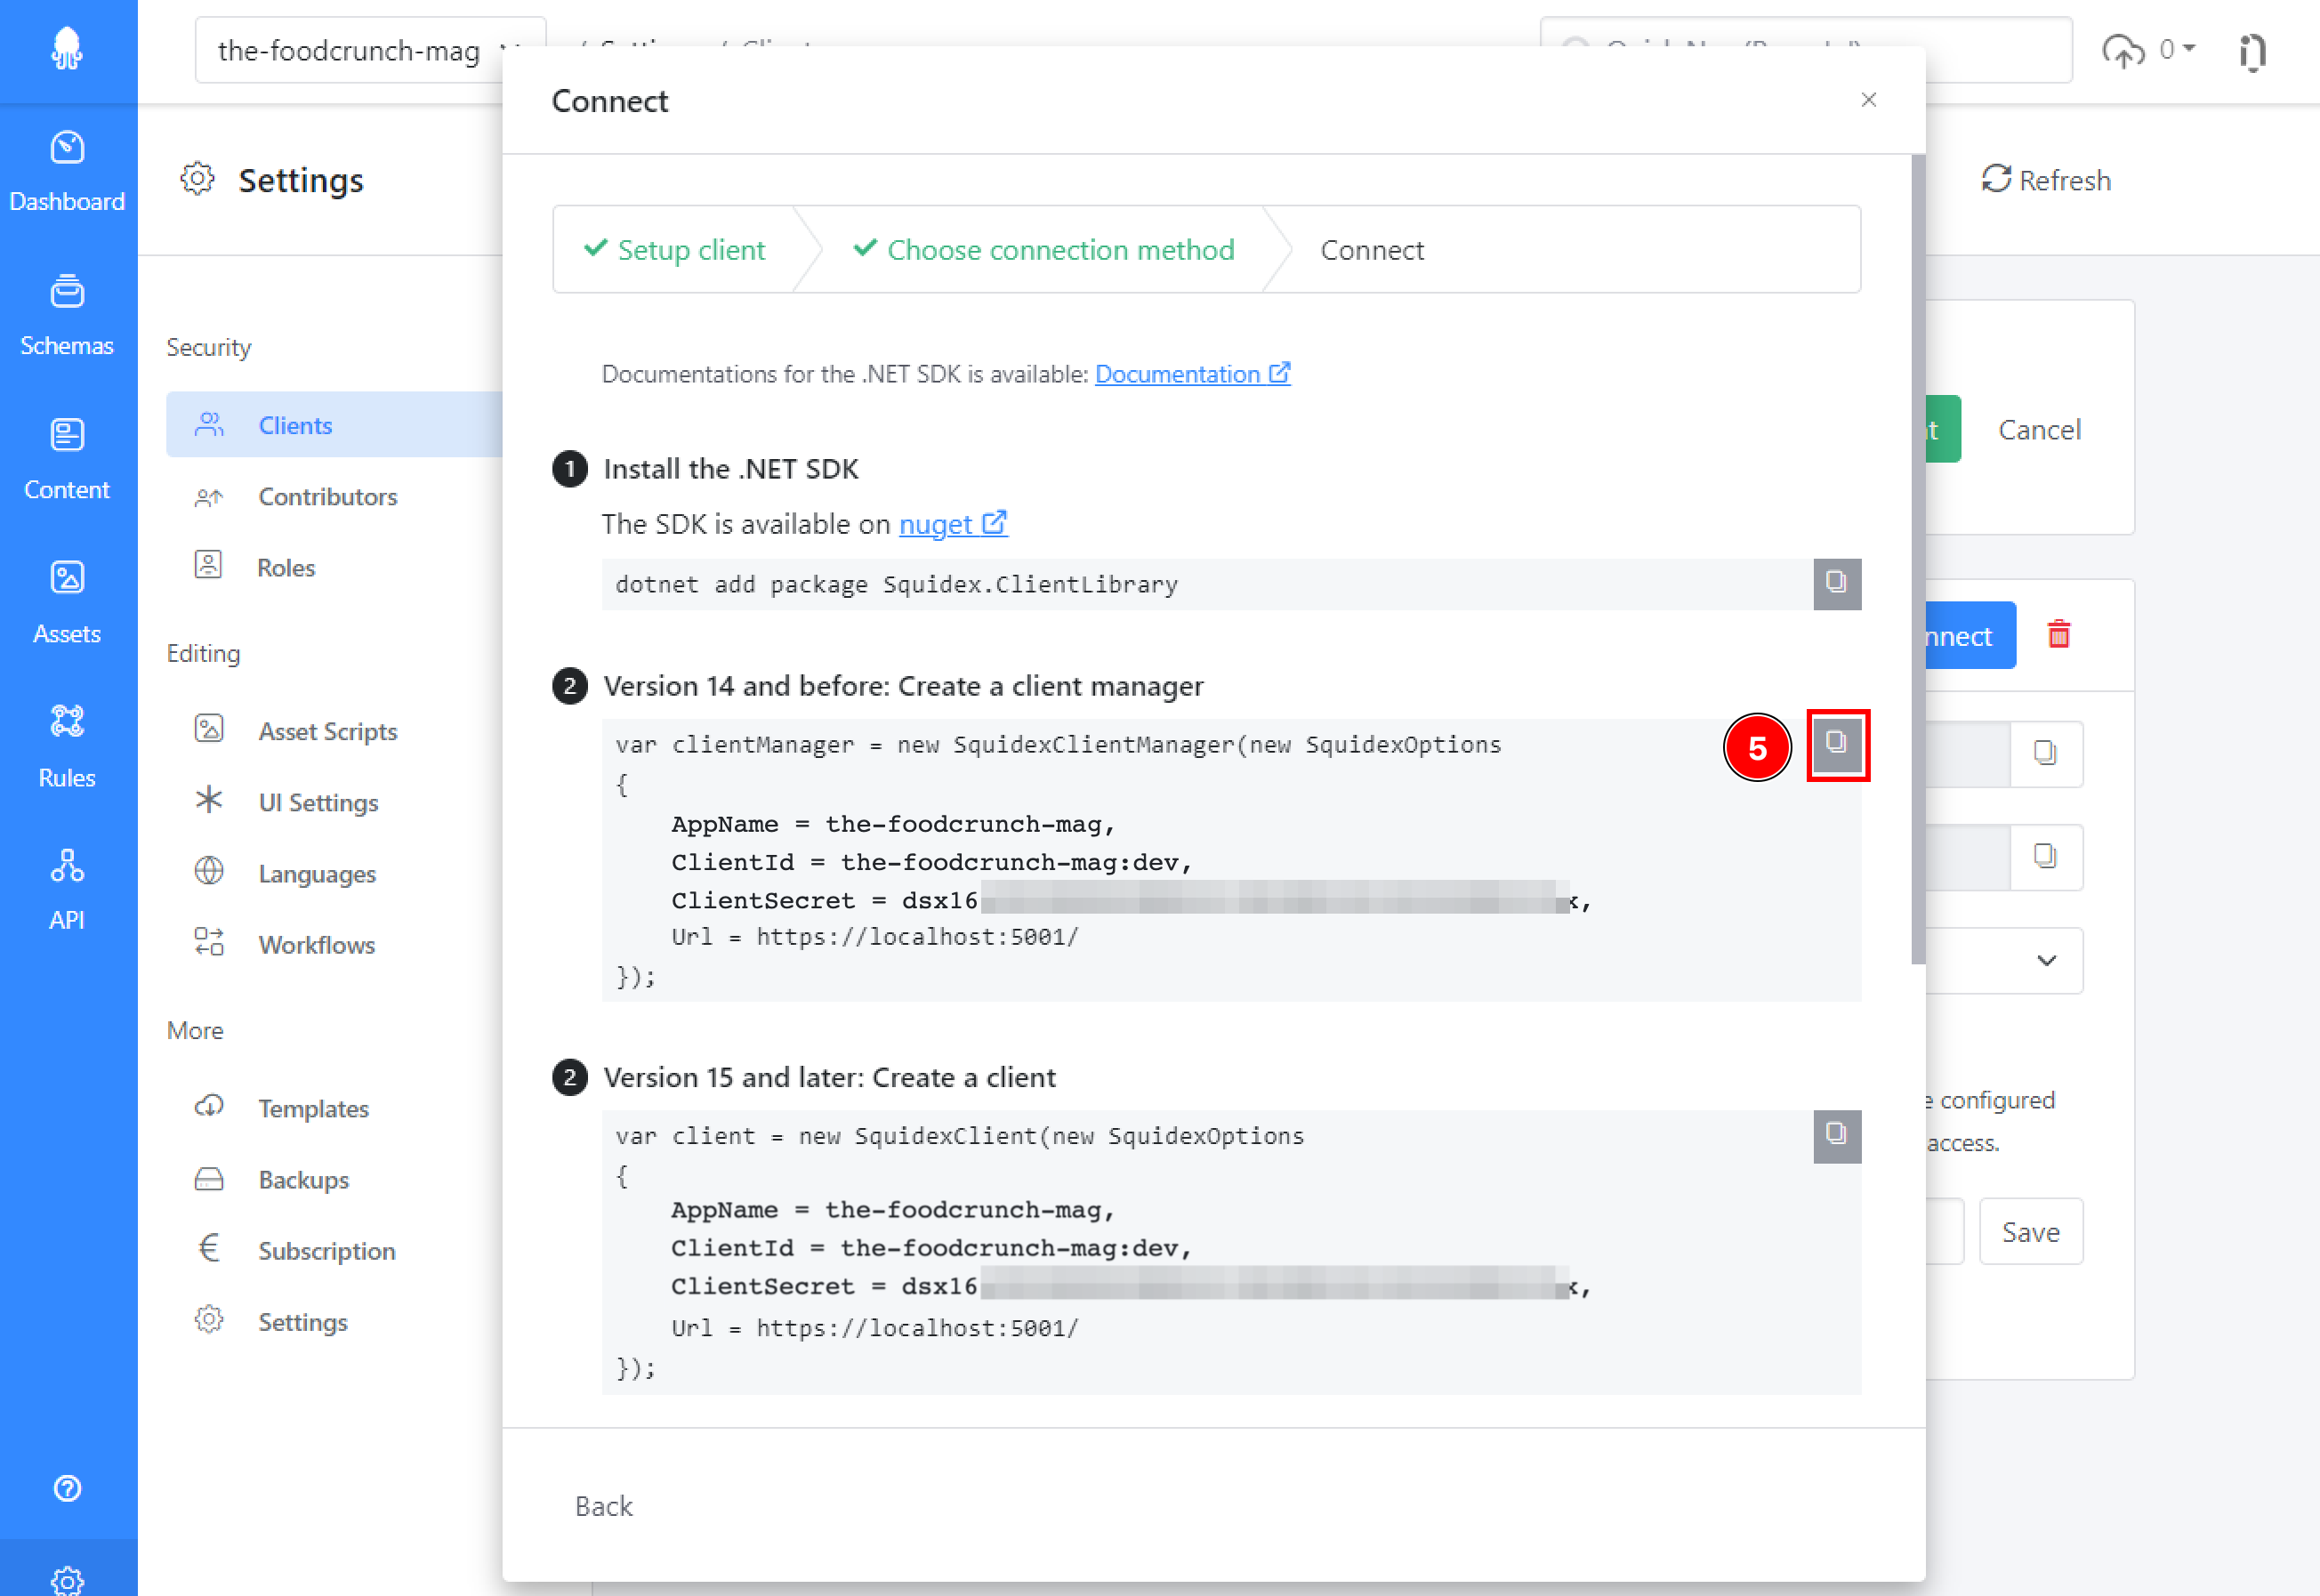 the-foodcrunch-mag
0
Dashboard
Schemas
Content
Assets
Rules
API
Settings
Security
Clients
Contributors
Roles
Editing
Asset Scripts
UI Settings
Languages
Workflows
More
Templates
Backups
Subscription
Settings
Refresh
Cancel
nnect
e configured
access.
Save
Connect
Setup client
Choose connection method
Connect
Documentations for the .NET SDK is available: Documentation
1 Install the .NET SDK
The SDK is available on nuget
dotnet add package Squidex.ClientLibrary
2 Version 14 and before: Create a client manager
5
var clientManager = new SquidexClientManager(new SquidexOptions
{
AppName = the-foodcrunch-mag,
ClientId = the-foodcrunch-mag:dev,
ClientSecret = dsx16
Url = https://localhost:5001/
});
2 Version 15 and later: Create a client
var client = new SquidexClient(new SquidexOptions
{
AppName = the-foodcrunch-mag,
ClientId = the-foodcrunch-mag:dev,
ClientSecret = dsx16
Url = https://localhost:5001/
});
Back